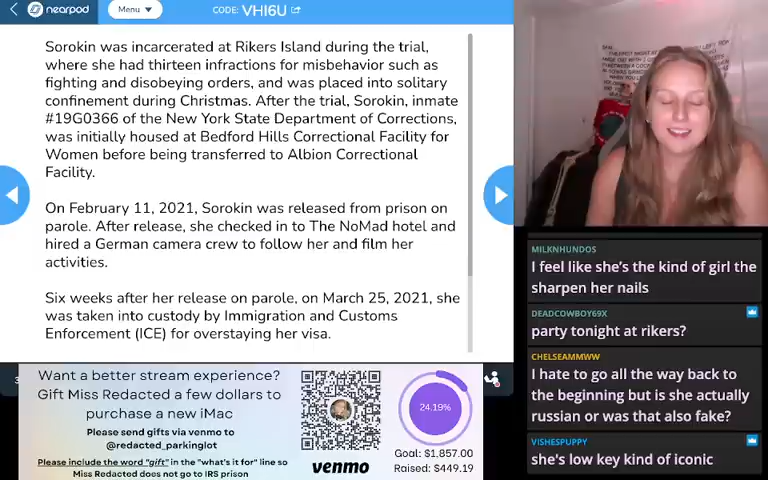 nearpod
Menu
CODE: VHI6U
Sorokin was incarcerated at Rikers Island during the trial,
where she had thirteen infractions for misbehavior such as
fighting and disobeying orders, and was placed into solitary
confinement during Christmas. After the trial, Sorokin, inmate
#19G0366 of the New York State Department of Corrections,
was initially housed at Bedford Hills Correctional Facility for
Women before being transferred to Albion Correctional
Facility.
On February 11, 2021, Sorokin was released from prison on
parole. After release, she checked in to The NoMad hotel and
hired a German camera crew to follow her and film her
activities.
Six weeks after her release on parole, on March 25, 2021, she
was taken into custody by Immigration and Customs
Enforcement (ICE) for overstaying her visa.
MILKNHUNDOS
I feel like she's the kind of girl the
sharpen her nails
DEADCOWBOY69X
party tonight at rikers?
CHELSEAMMWW
I hate to go all the way back to
the beginning but is she actually
russian or was that also fake?
VISHESPUPPY
she's low key kind of iconic
Want a better stream experience?
Gift Miss Redacted a few dollars to
purchase a new iMac
Please send gifts via venmo to
@redacted_parkinglot
Please include the word "gift" in the "what's it for" line so
Miss Redacted does not go to IRS prison
venmo
24.19%
Goal: $1,857.00
Raised: $449.19